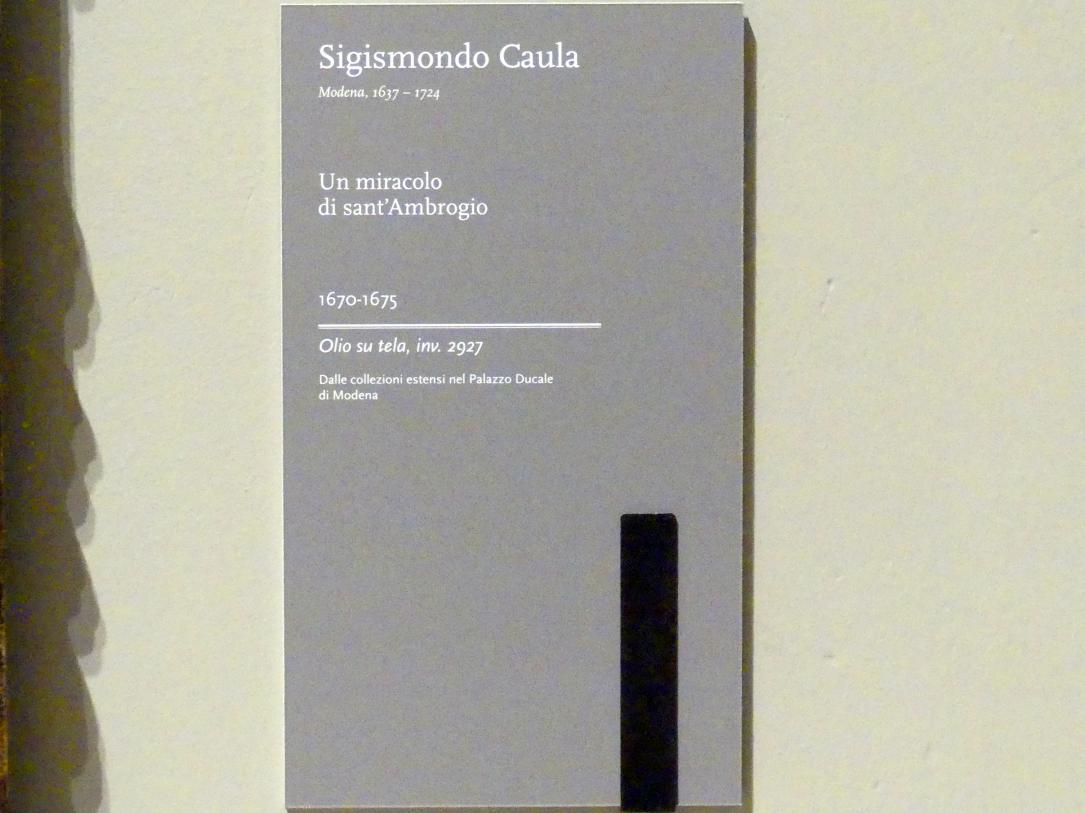 Sigismondo Caula
Modena, 1637 – 1724
Un miracolo
di sant'Ambrogio
1670-1675
Olio su tela, inv. 2927
Dalle collezioni estensi nel Palazzo Ducale
di Modena